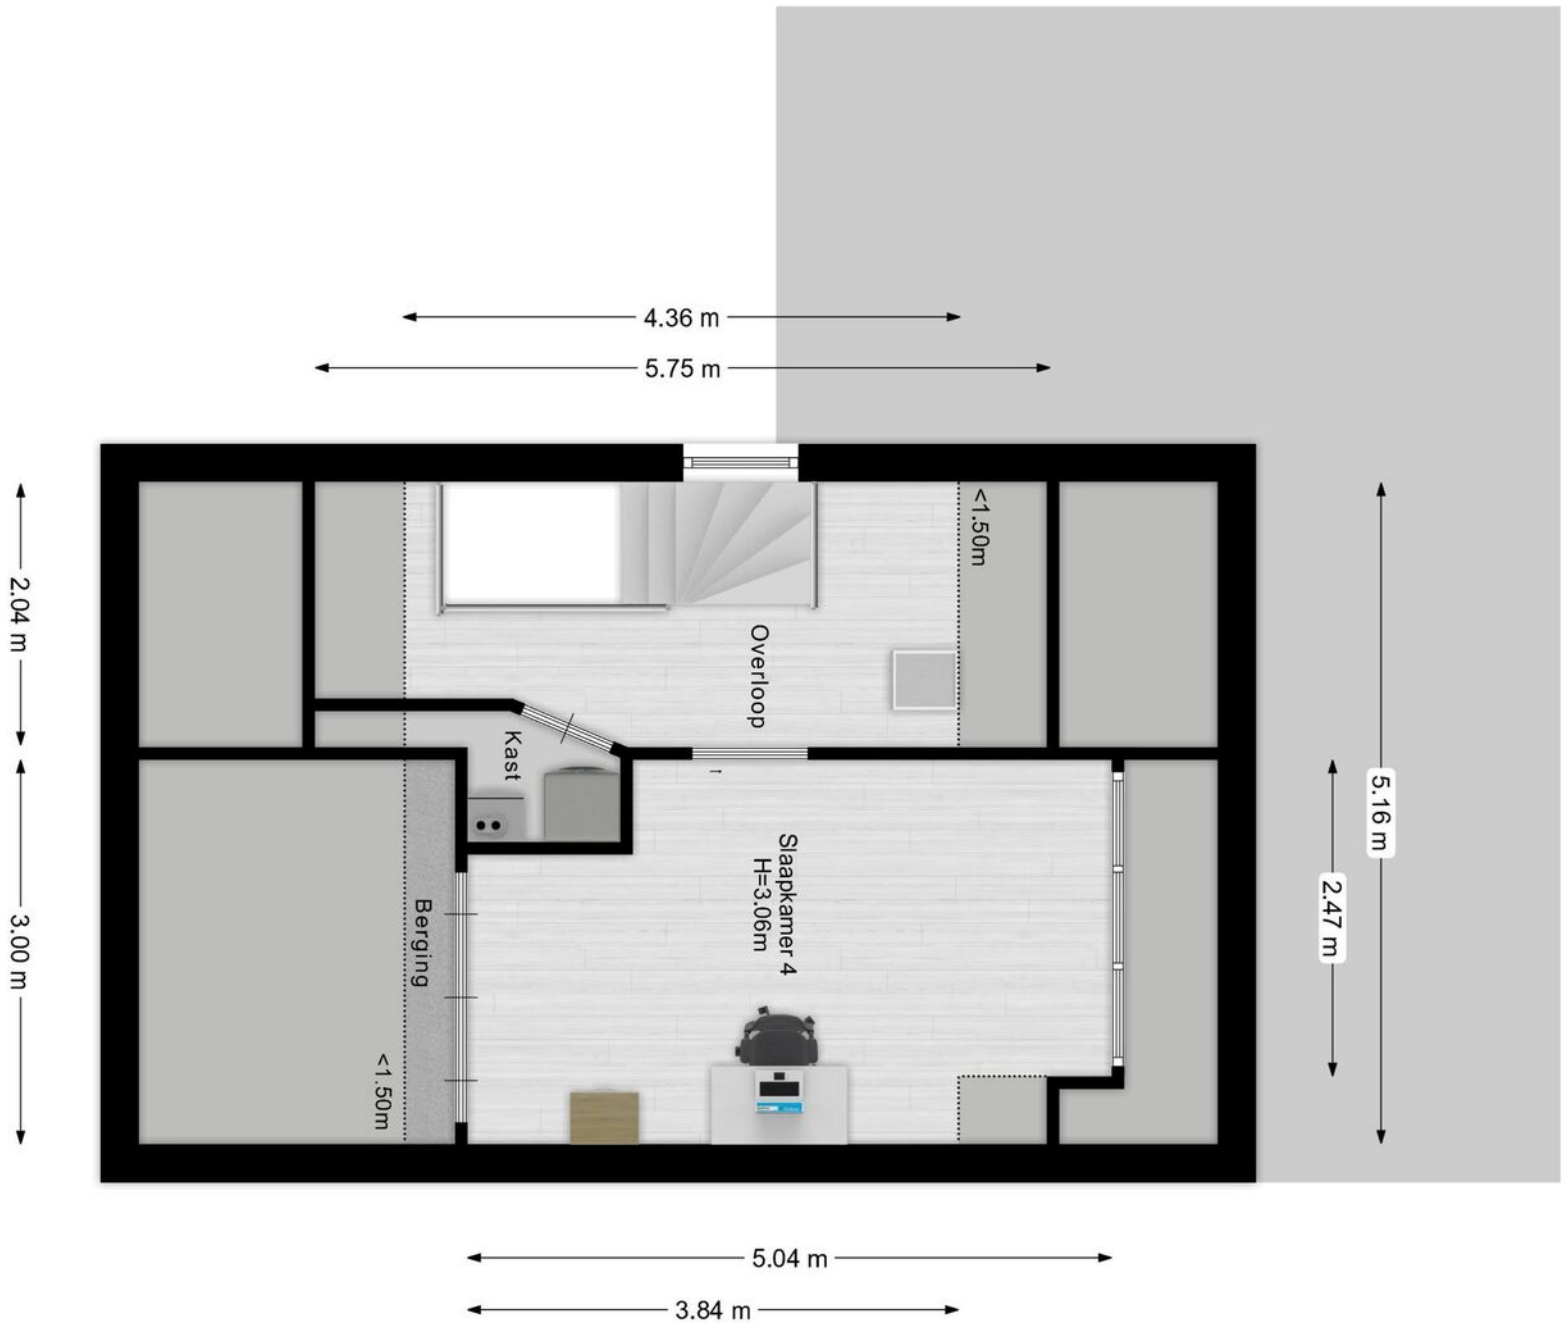 4.36 m
5.75 m
<1.50m
2.04 m
Overloop
Kast
5.16 m
Slaapkamer 4
H=3.06m
2.47 m
Berging
3.00 m
<1.50m
5.04 m
3.84 m